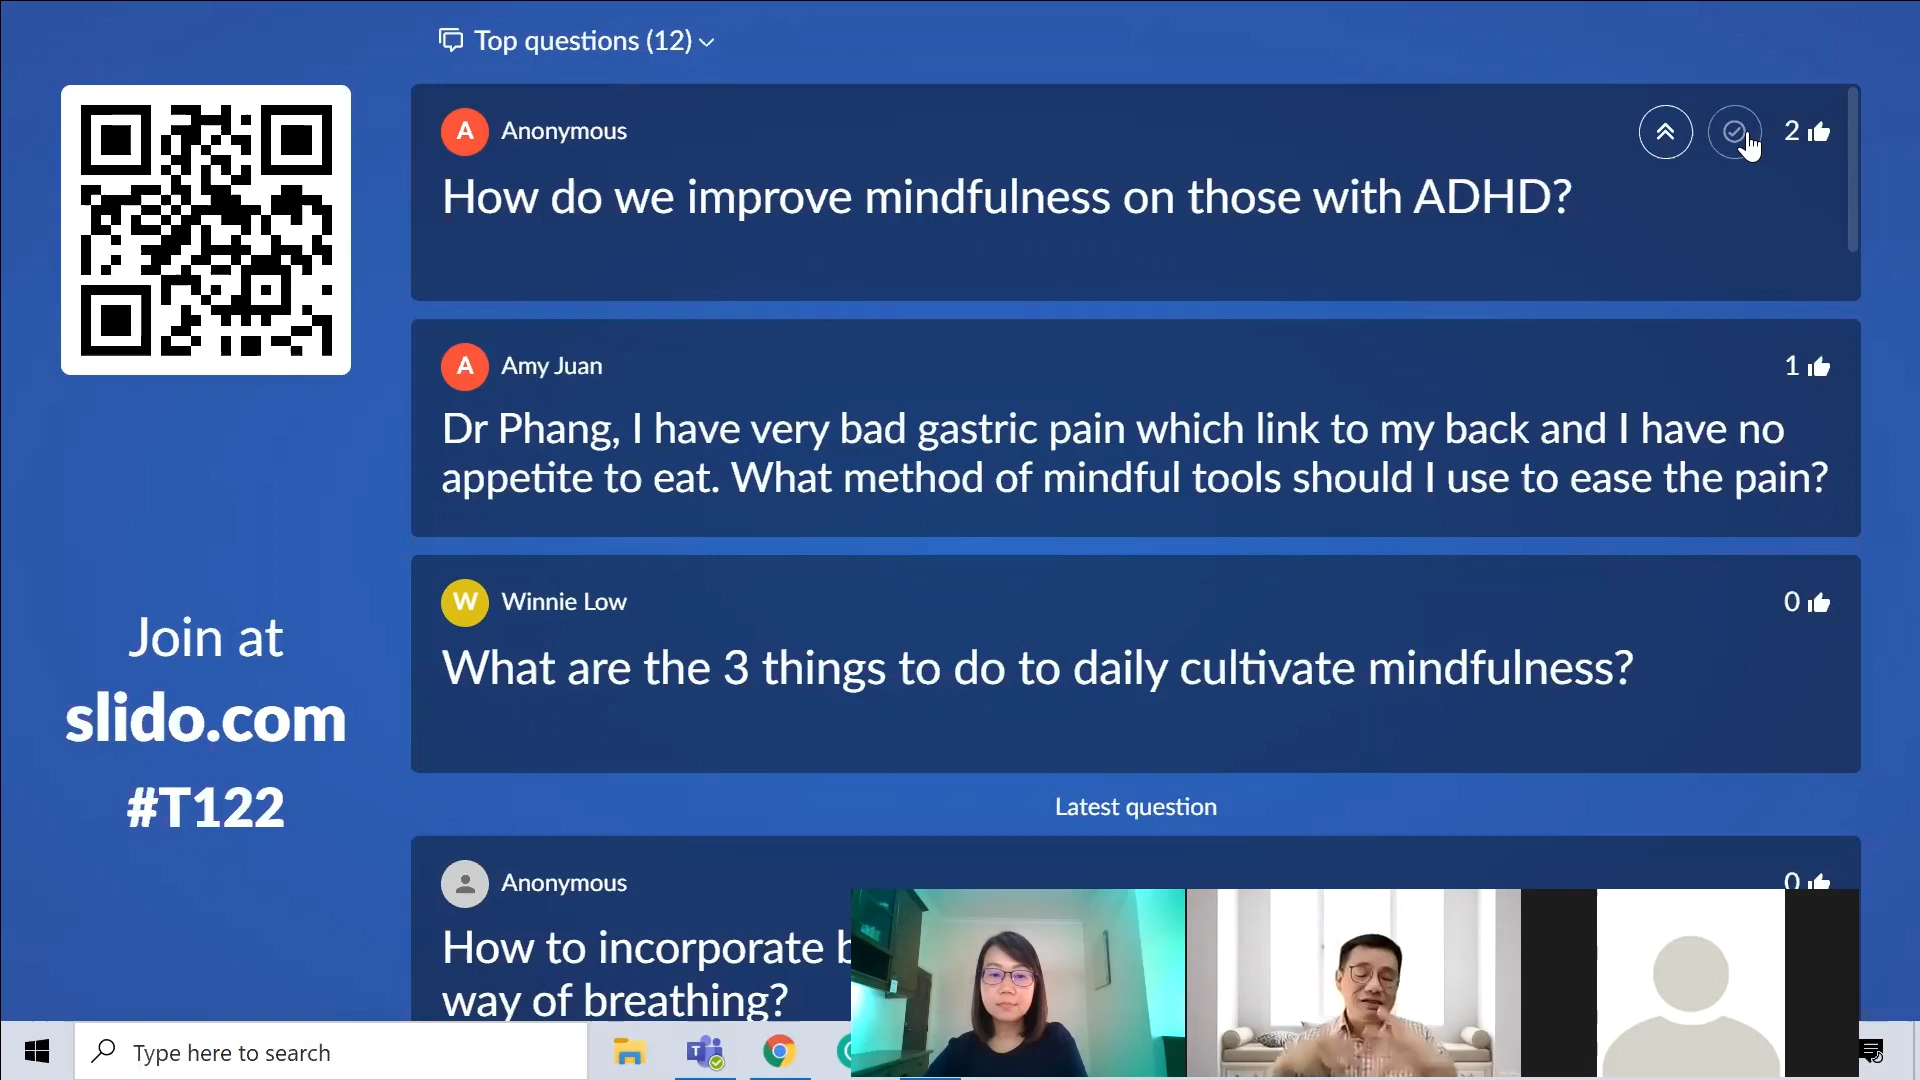 Top questions (12)
A Anonymous
2
How do we improve mindfulness on those with ADHD?
A Amy Juan
1
Dr Phang, I have very bad gastric pain which link to my back and I have no
appetite to eat. What method of mindful tools should I use to ease the pain?
W Winnie Low
0
What are the 3 things to do to daily cultivate mindfulness?
Join at
slido.com
#T122
Latest question
Anonymous
0
How to incorporate
way of breathing?
Type here to search
T